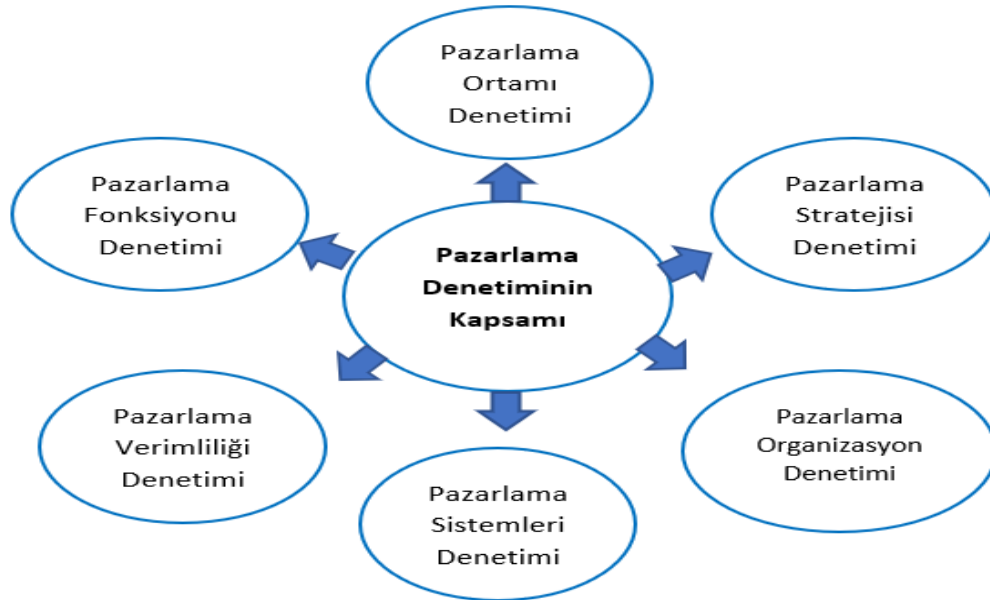 Pazarlama
Ortamı
Denetimi
Pazarlama
Fonksiyonu
Denetimi
Pazarlama
Stratejisi
Denetimi
Pazarlama
Denetiminin
Kapsamı
Pazarlama
Verimliliği
Denetimi
Pazarlama
Organizasyon
Denetimi
Pazarlama
Sistemleri
Denetimi